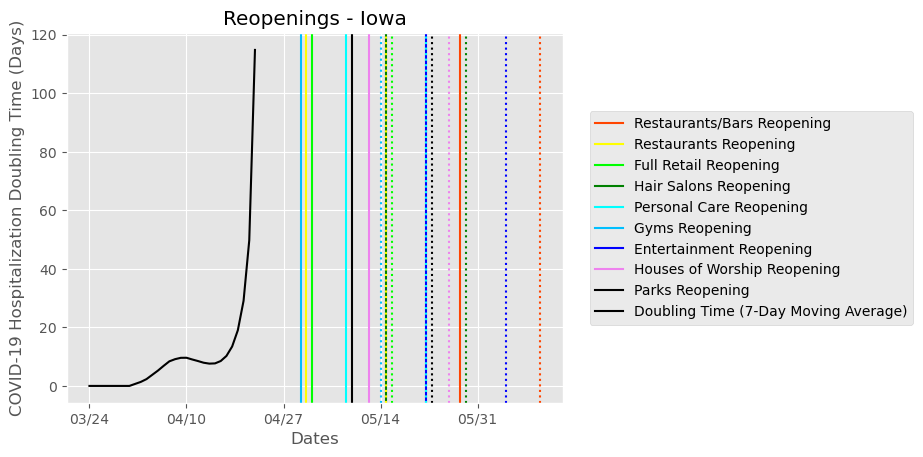 Reopenings - Iowa
COVID-19 Hospitalization Doubling Time (Days)
120
100
80
60
40
20
0
03/24
04/10
04/27
05/14
05/31
Dates
Restaurants/Bars Reopening
Restaurants Reopening
Full Retail Reopening
Hair Salons Reopening
Personal Care Reopening
Gyms Reopening
Entertainment Reopening
Houses of Worship Reopening
Parks Reopening
Doubling Time (7-Day Moving Average)